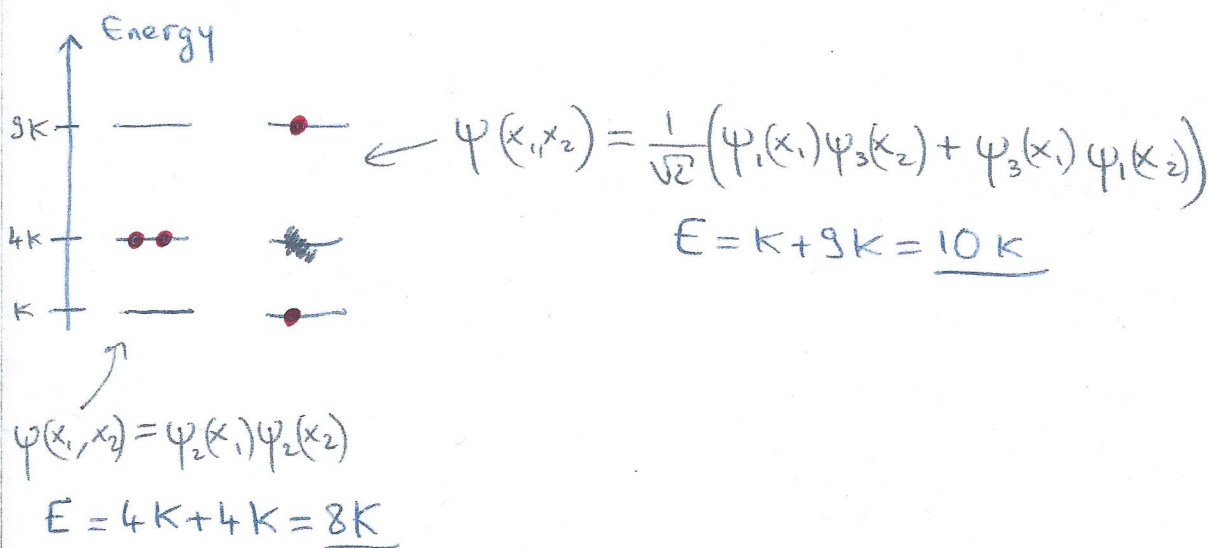 Energy
9K
ψ(x₁,x₂) = 1/√2 (ψ₁(x₁)ψ₃(x₂) + ψ₃(x₁)ψ₁(x₂))
4K
E = K + 9K = 10K
K
ψ(x₁,x₂) = ψ₂(x₁)ψ₂(x₂)
E = 4K + 4K = 8K